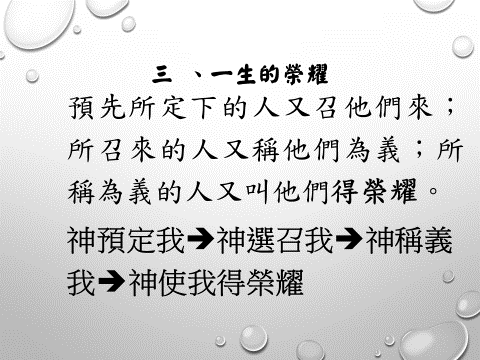 三 、一生的榮耀
預先所定下的人又召他們來；
所召來的人又稱他們為義；所
稱為義的人又叫他們得榮耀。
神預定我➔神選召我➔神稱義
我➔神使我得榮耀